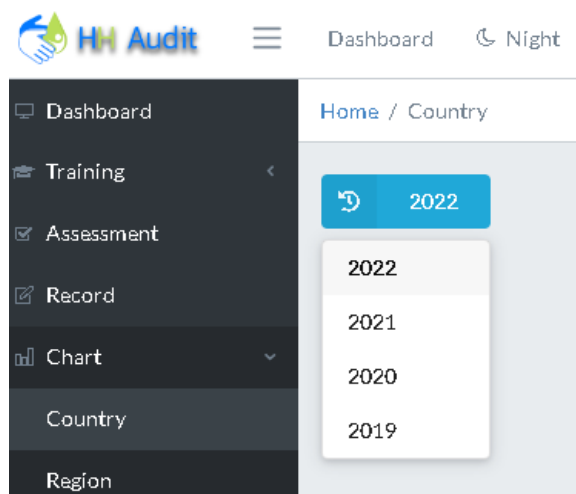 HH Audit
Dashboard
Night
Dashboard
Training
Assessment
Record
Chart
Country
Region
Home / Country
2022
2022
2021
2020
2019